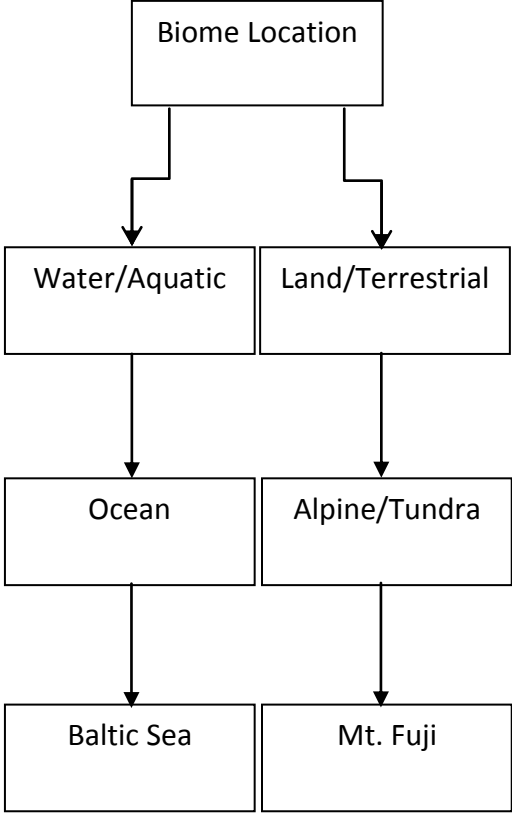 Biome Location
Water/Aquatic
Land/Terrestrial
Ocean
Alpine/Tundra
Baltic Sea
Mt. Fuji